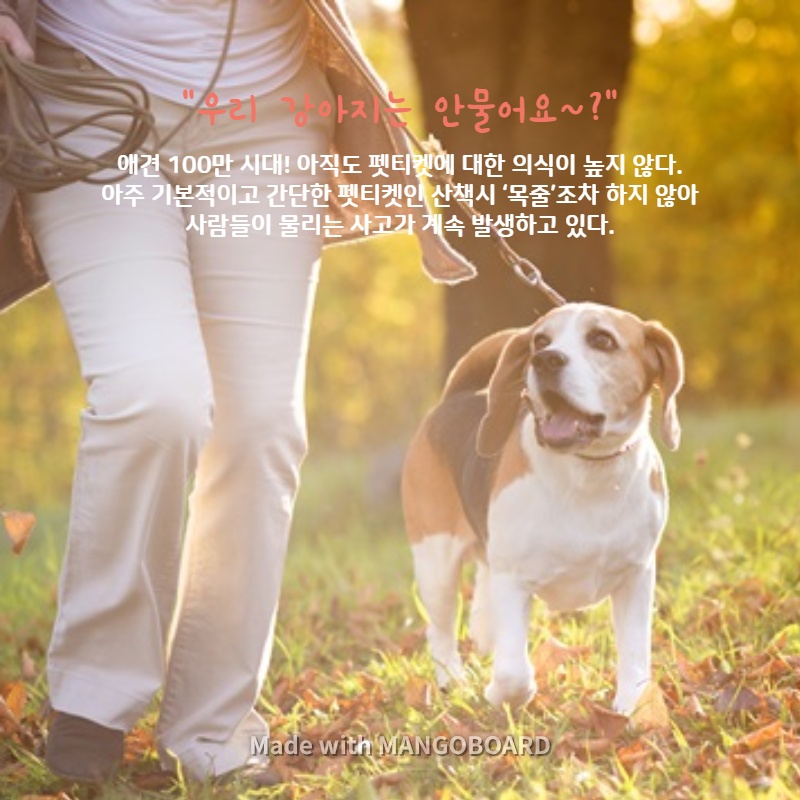 "우리 강아지는 안물어요~?"
애견 100만 시대! 아직도 펫티켓에 대한 의식이 높지 않다.
아주 기본적이고 간단한 펫티켓인 산책시 ‘목줄’조차 하지 않아
사람들이 물리는 사고가 계속 발생하고 있다.
Made with MANGOBOARD